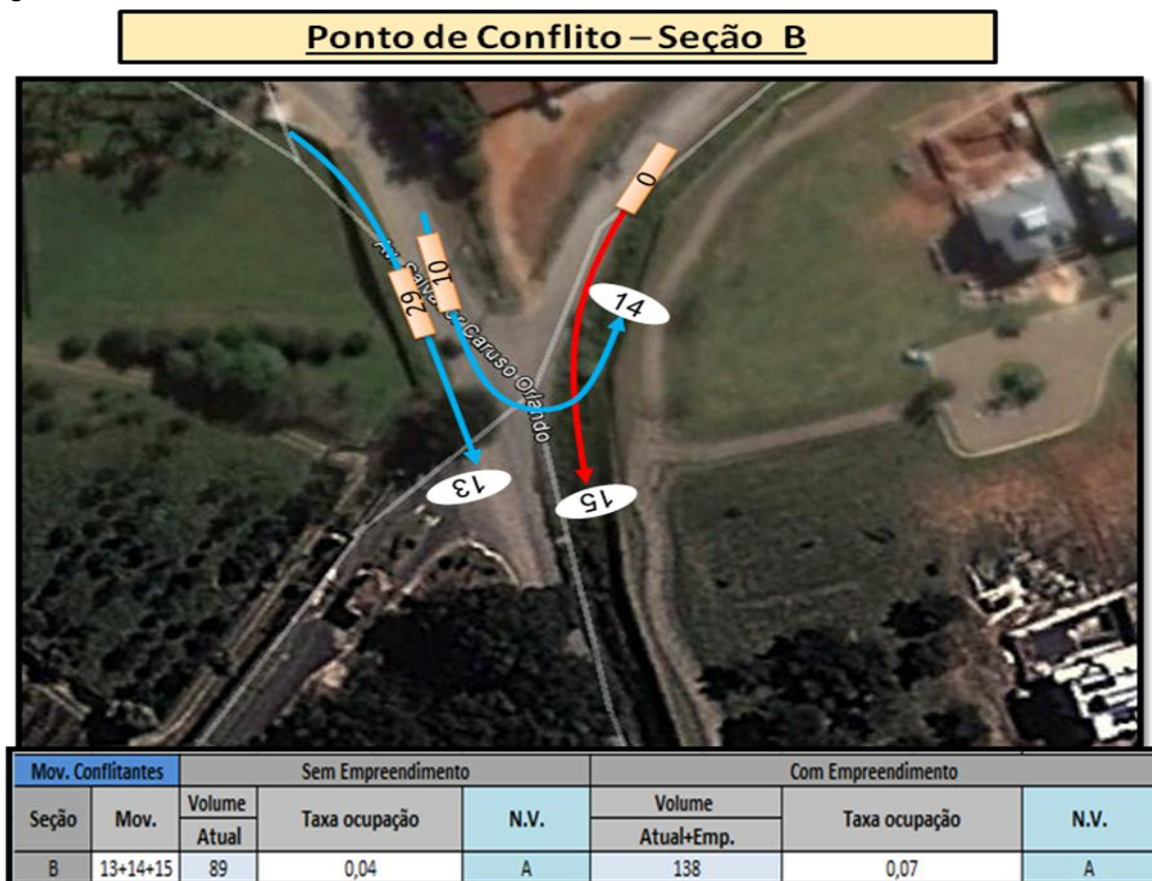 Ponto de Conflito – Seção B
0
10
29
14
Av. Salvador Caruso Orlando
13
15
Mov. Conflitantes Sem Empreendimento Com Empreendimento
Seção Mov. Volume Taxa ocupação N.V. Volume Taxa ocupação N.V.
Atual Atual+Emp.
B 13+14+15 89 0,04 A 138 0,07 A